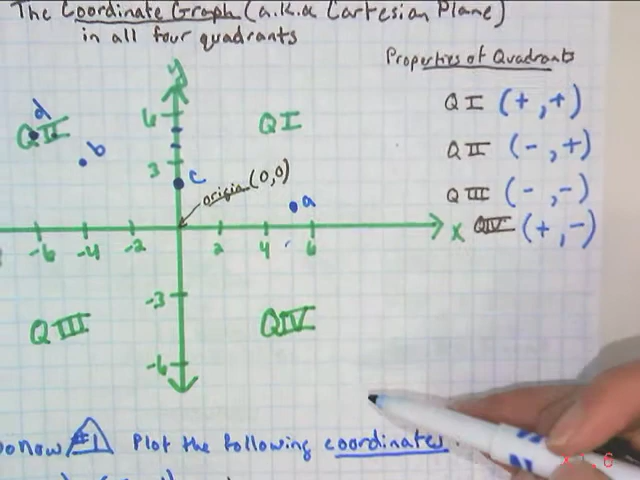 The Coordinate Graph (a.k.a Cartesian Plane)
in all four quadrants
Properties of Quadrants
QI (+,+)
QII (-,+)
QIII (-,-)
QIV (+,-)
y
d
QII
6
QI
b
3
c
origin (0,0)
a
x
-6 -4 -2 2 4 6
-3
QIII
QIV
-6
#1 Plot the following coordinates.